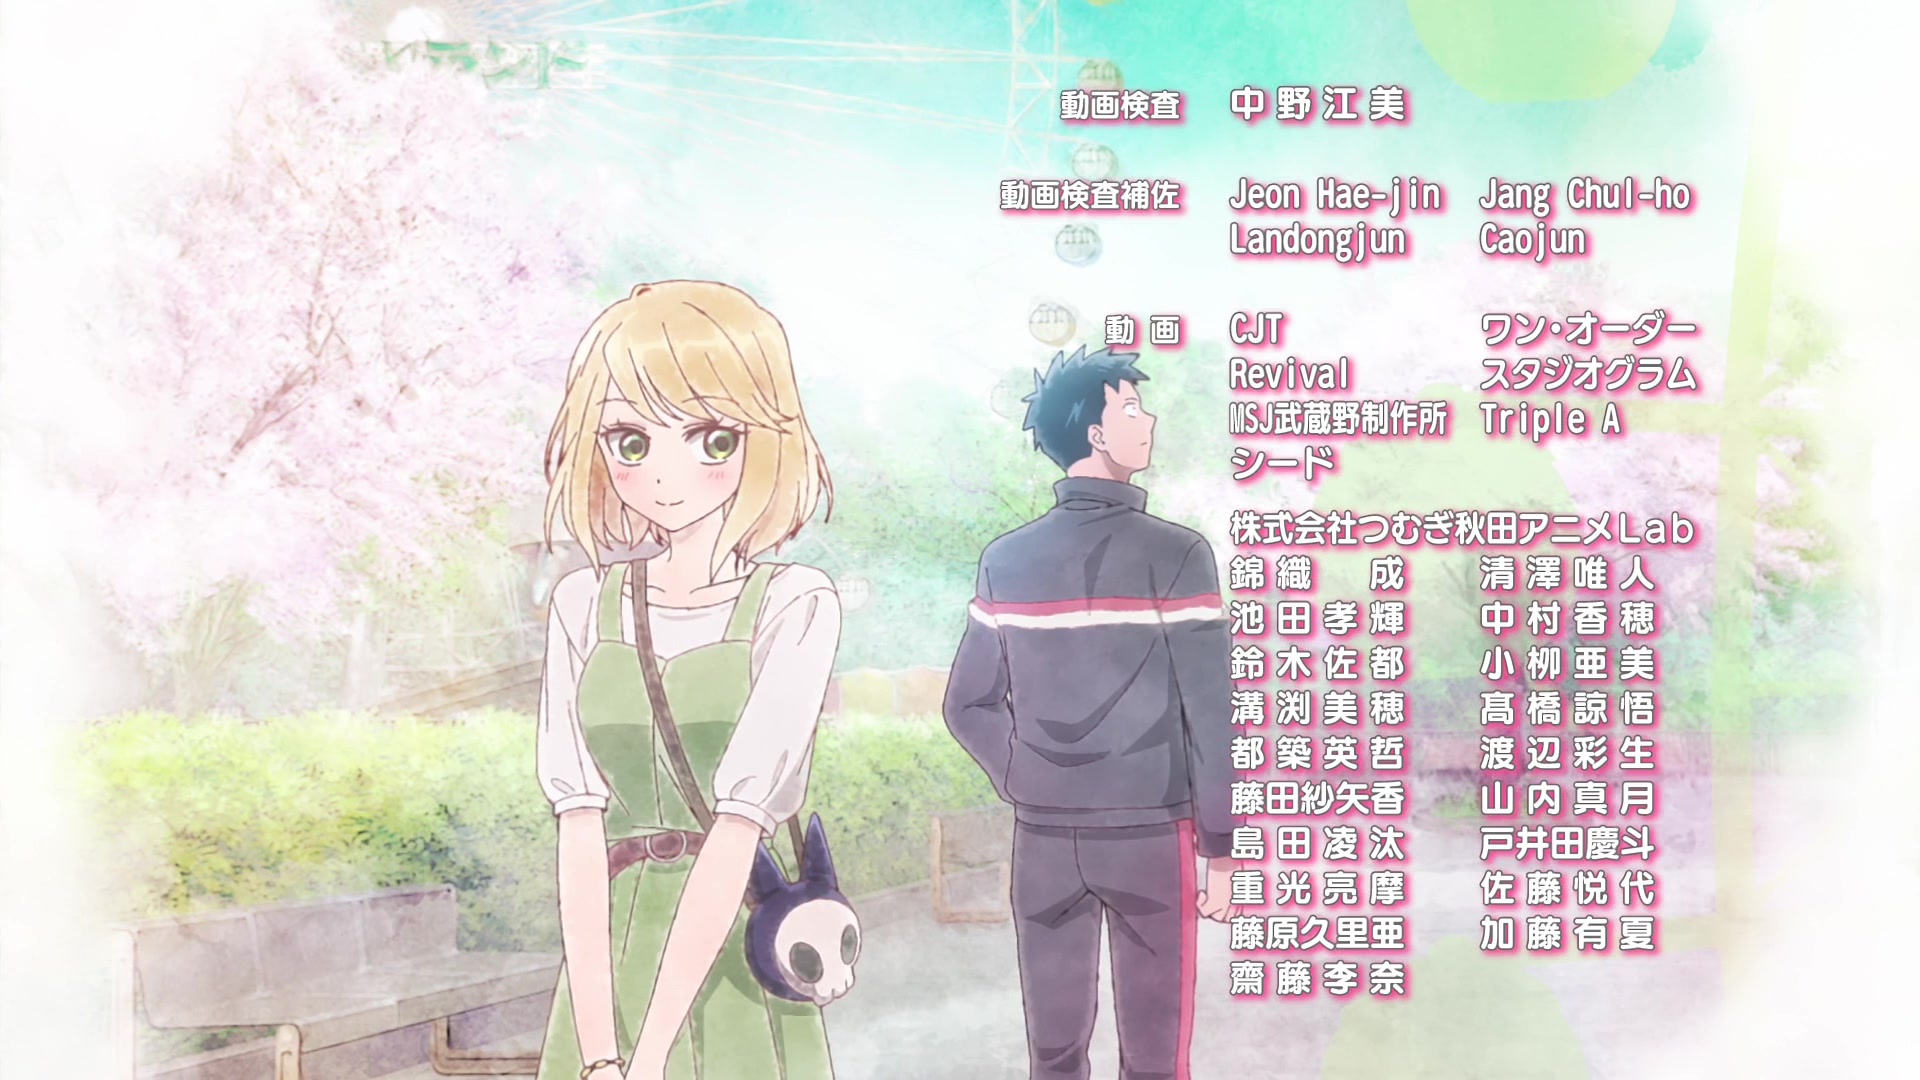 動画検査 中野江美
動画検査補佐 Jeon Hae-jin Jang Chul-ho
Landongjun Caojun
動画 CJT ワン・オーダー
Revival スタジオグラム
MSJ武蔵野制作所 Triple A
シード
株式会社つむぎ秋田アニメLab
錦織 成 清澤唯人
池田孝輝 中村香穂
鈴木佐都 小柳亜美
溝渕美穂 髙橋諒悟
都築英哲 渡辺彩生
藤田紗矢香 山内真月
島田凌汰 戸井田慶斗
重光亮摩 佐藤悦代
藤原久里亜 加藤有夏
齋藤李奈